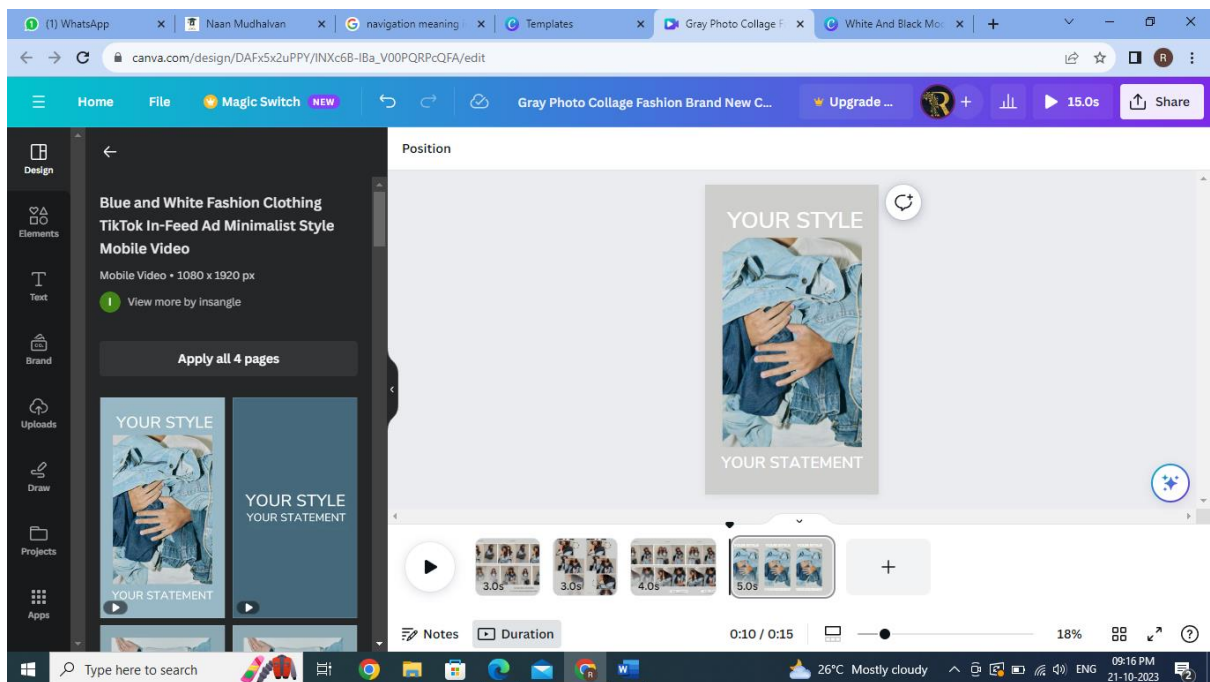 (1) WhatsApp
Naan Mudhalvan
navigation meaning
Templates
Gray Photo Collage F
White And Black Moc
canva.com/design/DAFx5x2uPPY/INXc6B-IBa_V00PQRPcQFA/edit
R
Home
File
Magic Switch NEW
Gray Photo Collage Fashion Brand New C...
Upgrade ...
R
15.0s
Share
Design
Elements
Text
Brand
Uploads
Draw
Projects
Apps
Blue and White Fashion Clothing
TikTok In-Feed Ad Minimalist Style
Mobile Video
Mobile Video • 1080 x 1920 px
I View more by insangle
Apply all 4 pages
YOUR STYLE
YOUR STATEMENT
YOUR STYLE
YOUR STATEMENT
Position
YOUR STYLE
YOUR STATEMENT
3.0s
3.0s
4.0s
5.0s
Notes
Duration
0:10 / 0:15
18%
Type here to search
26°C Mostly cloudy
ENG
09:16 PM
21-10-2023
2